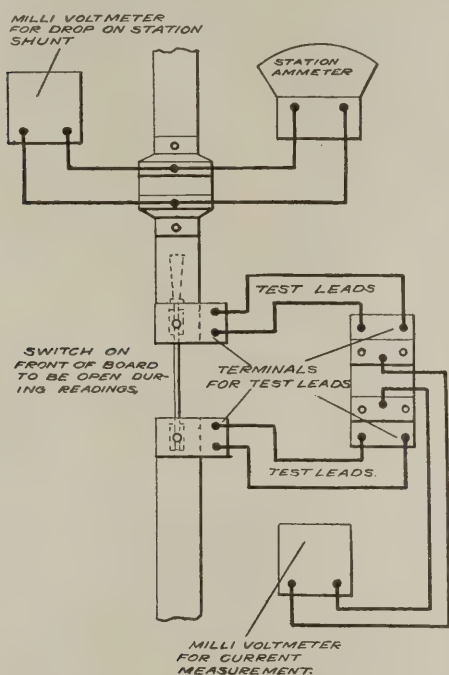 MILLI VOLTMETER
FOR DROP ON STATION
SHUNT
STATION
AMMETER
TEST LEADS
SWITCH ON
FRONT OF BOARD
TO BE OPEN DUR-
ING READINGS,
TERMINALS
FOR TEST LEADS
TEST LEADS.
MILLI VOLTMETER
FOR CURRENT
MEASUREMENT.